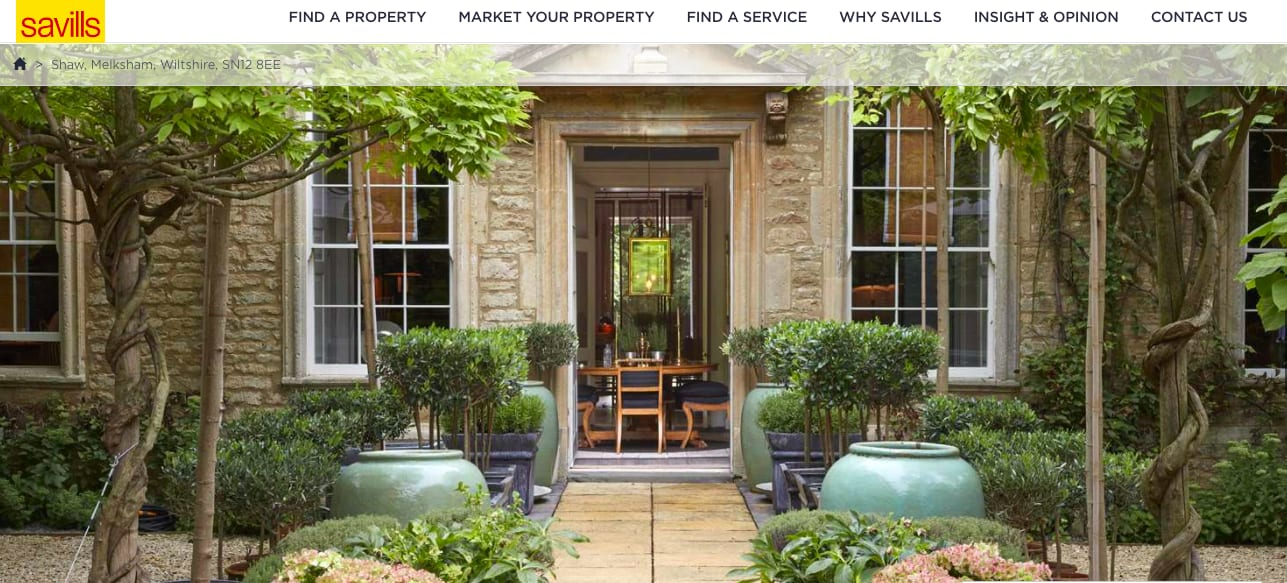 savills
FIND A PROPERTY MARKET YOUR PROPERTY FIND A SERVICE WHY SAVILLS INSIGHT & OPINION CONTACT US
> Shaw, Melksham, Wiltshire, SN12 8EE